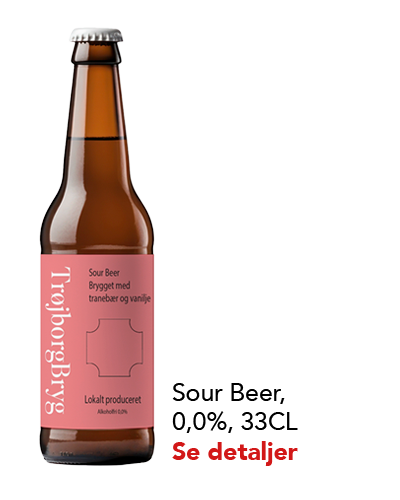 TrøjborgBryg
Sour Beer
Brygget med
tranebær og vanilje
Lokalt produceret
Alkoholfri 0,0%
Sour Beer,
0,0%, 33CL
Se detaljer